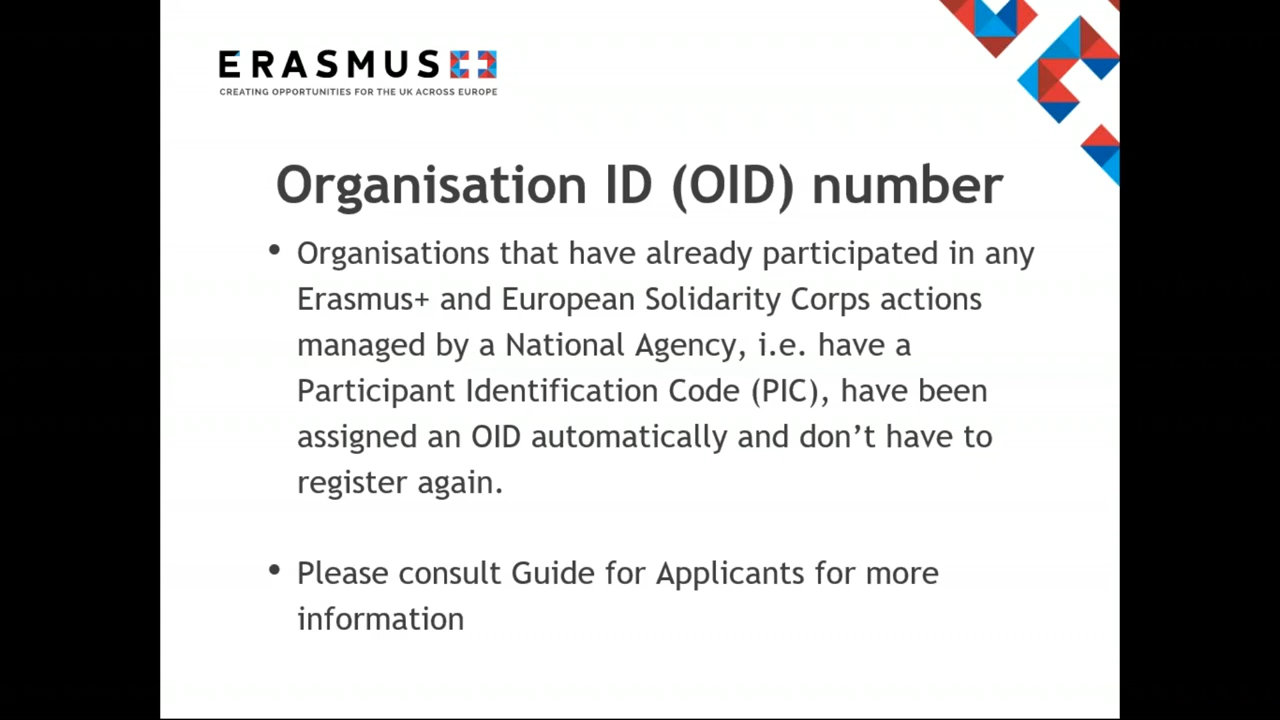 ERASMUS+
CREATING OPPORTUNITIES FOR THE UK ACROSS EUROPE
Organisation ID (OID) number
• Organisations that have already participated in any
Erasmus+ and European Solidarity Corps actions
managed by a National Agency, i.e. have a
Participant Identification Code (PIC), have been
assigned an OID automatically and don’t have to
register again.
• Please consult Guide for Applicants for more
information